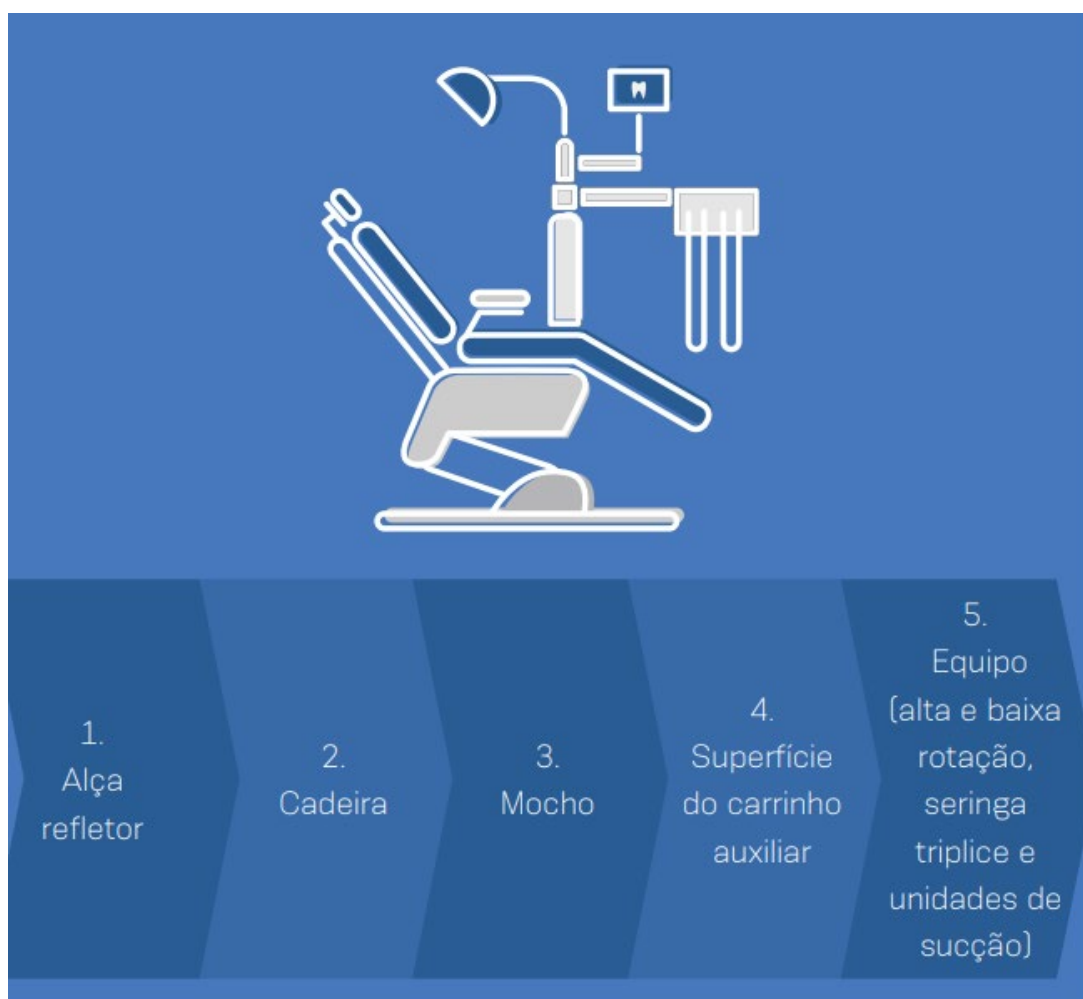 1.
Alça
refletor
2.
Cadeira
3.
Mocho
4.
Superfície
do carrinho
auxiliar
5.
Equipo
(alta e baixa
rotação,
seringa
triplice e
unidades de
sucção)